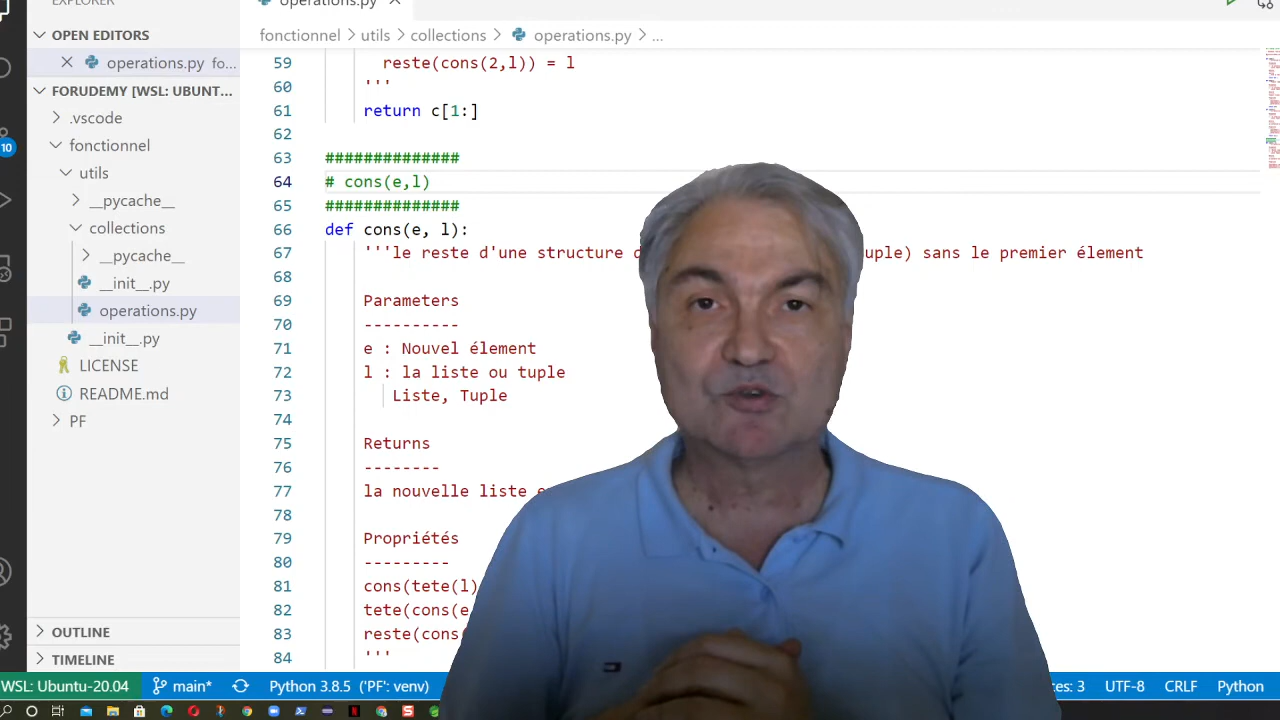 EXPLORER
operations.py
OPEN EDITORS
fonctionnel > utils > collections > operations.py > ...
operations.py fo...
FORUDEMY [WSL: UBUNT...
.vscode
10
fonctionnel
utils
__pycache__
collections
__pycache__
__init__.py
operations.py
__init__.py
LICENSE
README.md
PF
OUTLINE
TIMELINE
59 reste(cons(2,l)) = l
60 '''
61 return c[1:]
62
63 ##############
64 # cons(e,l)
65 ##############
66 def cons(e, l):
67 '''le reste d'une structure sans le premier élement
68
69 Parameters
70 ----------
71 e : Nouvel élement
72 l : la liste ou tuple
73 Liste, Tuple
74
75 Returns
76 --------
77 la nouvelle liste
78
79 Propriétés
80 ---------
81 cons(tete(l)
82 tete(cons(e
83 reste(cons(
84 '''
WSL: Ubuntu-20.04 main* Python 3.8.5 ('PF': venv) 3 UTF-8 CRLF Python